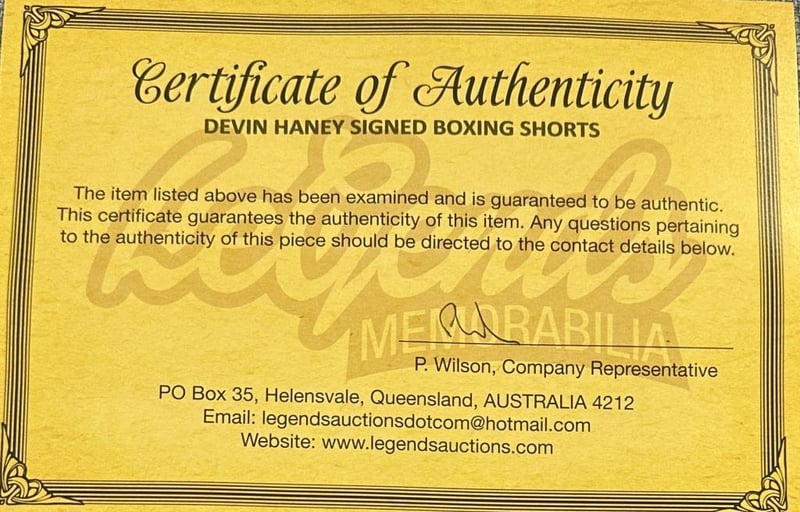 Certificate of Authenticity
DEVIN HANEY SIGNED BOXING SHORTS
Legends
MEMORABILIA
The item listed above has been examined and is guaranteed to be authentic.
This certificate guarantees the authenticity of this item. Any questions pertaining
to the authenticity of this piece should be directed to the contact details below.
P. Wilson, Company Representative
PO Box 35, Helensvale, Queensland, AUSTRALIA 4212
Email: legendsauctionsdotcom@hotmail.com
Website: www.legendsauctions.com